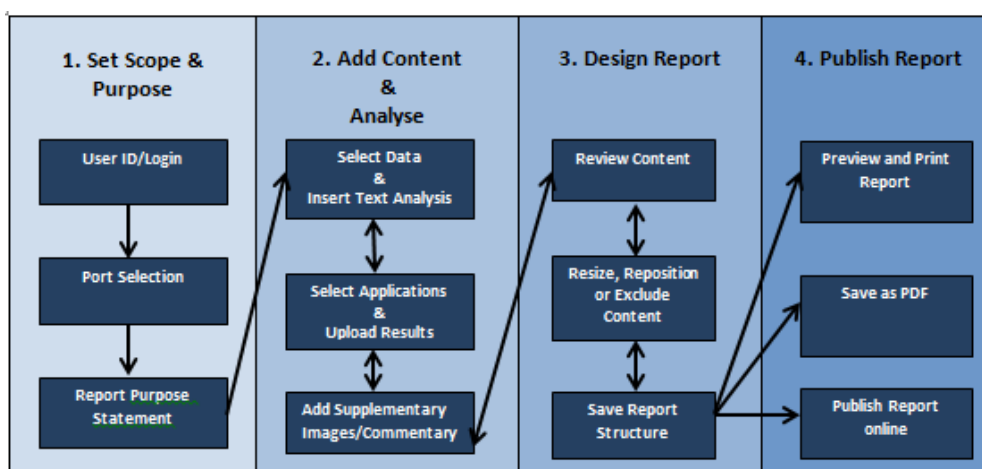 1. Set Scope &
Purpose
User ID/Login
Port Selection
Report Purpose
Statement
2. Add Content
&
Analyse
Select Data
&
Insert Text Analysis
Select Applications
&
Upload Results
Add Supplementary
Images/Commentary
3. Design Report
Review Content
Resize, Reposition
or Exclude
Content
Save Report
Structure
4. Publish Report
Preview and Print
Report
Save as PDF
Publish Report
online